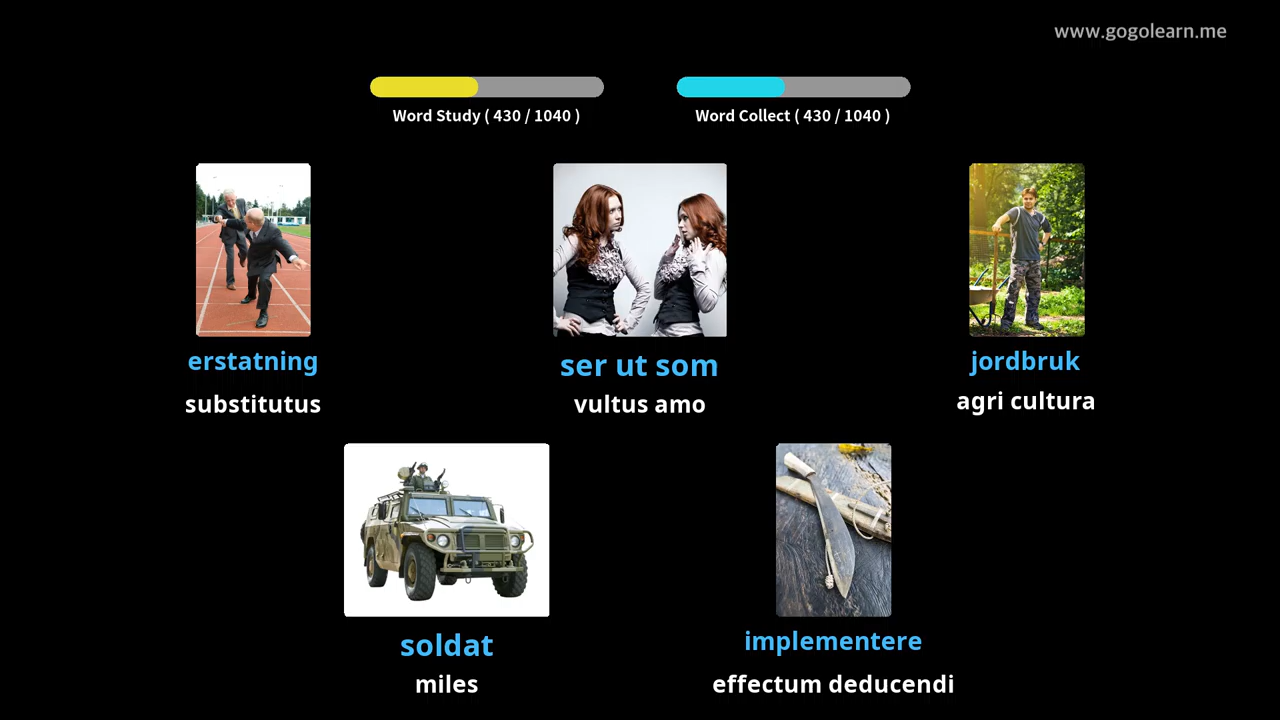 www.gogolearn.me
Word Study ( 430 / 1040 )
Word Collect ( 430 / 1040 )
erstatning
substitutus
ser ut som
vultus amo
jordbruk
agri cultura
soldat
miles
implementere
effectum deducendi